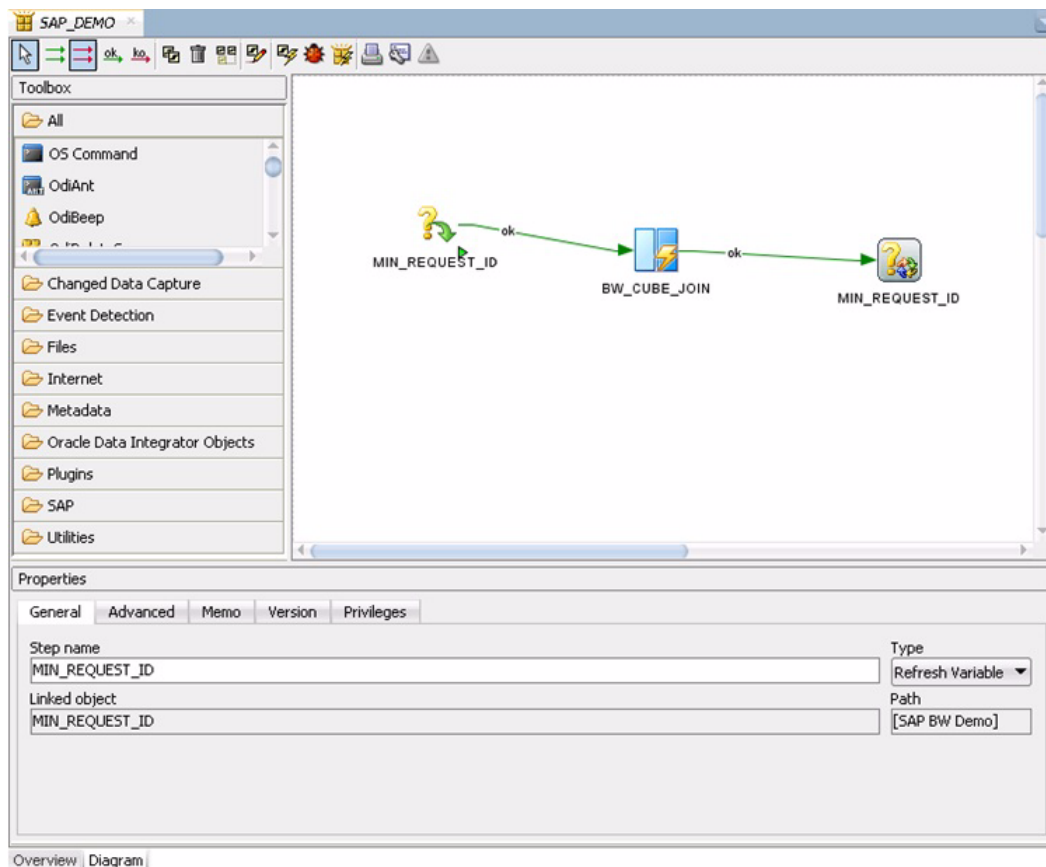 SAP_DEMO
ok ko
Toolbox
All
OS Command
OdiAnt
OdiBeep
Changed Data Capture
Event Detection
Files
Internet
Metadata
Oracle Data Integrator Objects
Plugins
SAP
Utilities
ok
ok
MIN_REQUEST_ID
BW_CUBE_JOIN
MIN_REQUEST_ID
Properties
General Advanced Memo Version Privileges
Step name Type
MIN_REQUEST_ID Refresh Variable
Linked object Path
MIN_REQUEST_ID [SAP BW Demo]
Overview Diagram